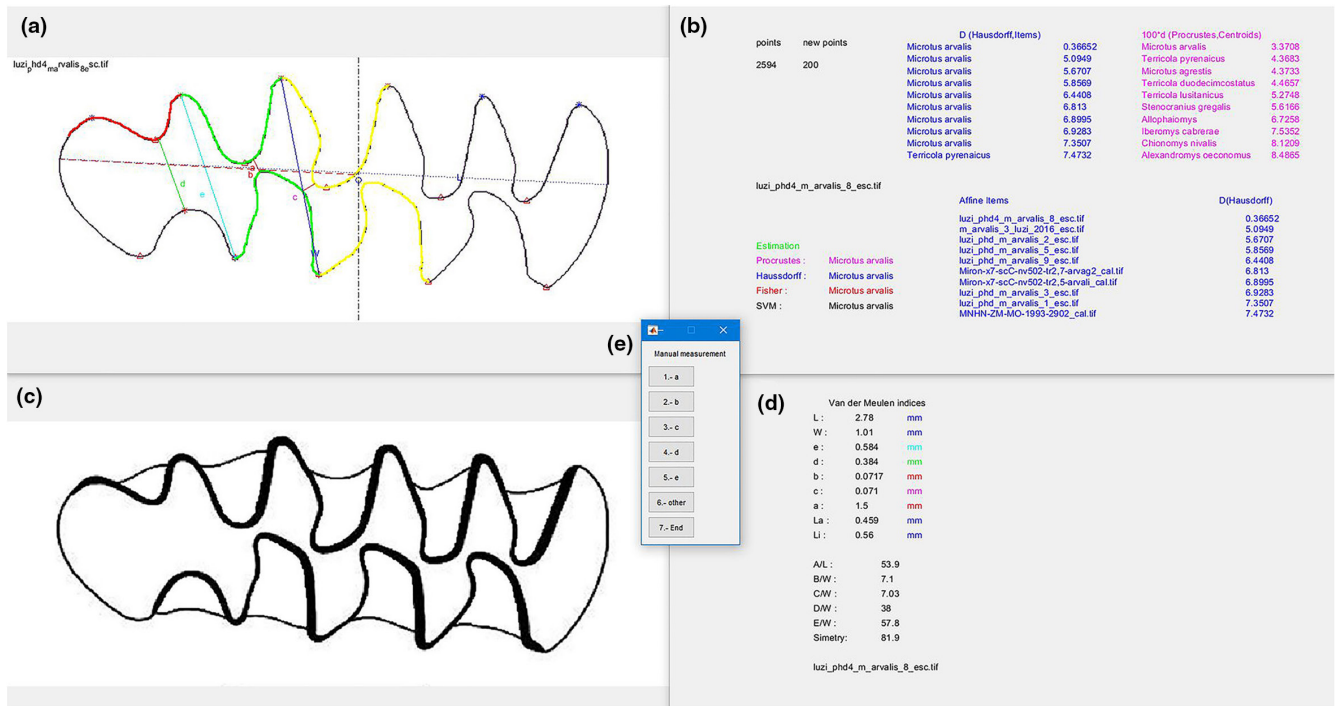 (a)
luzi_phd4_m_arvalis_8_esc.tif
a
b
c
d
e
L
W
(b)
points new points
2594 200
D (Hausdorff,Items)
Microtus arvalis 0.36652
Microtus arvalis 5.0949
Microtus arvalis 5.6707
Microtus arvalis 5.8569
Microtus arvalis 6.4408
Microtus arvalis 6.813
Microtus arvalis 6.8995
Microtus arvalis 6.9283
Microtus arvalis 7.3507
Terricola pyrenaicus 7.4732
100*d (Procrustes,Centroids)
Microtus arvalis 3.3708
Terricola pyrenaicus 4.3683
Microtus agrestis 4.3733
Terricola duodecimcostatus 4.4657
Terricola lusitanicus 5.2748
Stenocranius gregalis 5.6166
Allophaiomys 6.7258
Iberomys cabrerae 7.5352
Chionomys nivalis 8.1209
Alexandromys oeconomus 8.4865
luzi_phd4_m_arvalis_8_esc.tif
Estimation
Procrustes : Microtus arvalis
Haussdorff : Microtus arvalis
Fisher : Microtus arvalis
SVM : Microtus arvalis
Affine Items D(Hausdorff)
luzi_phd4_m_arvalis_8_esc.tif 0.36652
m_arvalis_3_luzi_2016_esc.tif 5.0949
luzi_phd_m_arvalis_2_esc.tif 5.6707
luzi_phd_m_arvalis_5_esc.tif 5.8569
luzi_phd_m_arvalis_9_esc.tif 6.4408
Miron-x7-scC-nv502-tr2,7-arvag2_cal.tif 6.813
Miron-x7-scC-nv502-tr2,5-arvali_cal.tif 6.8995
luzi_phd_m_arvalis_3_esc.tif 6.9283
luzi_phd_m_arvalis_1_esc.tif 7.3507
MNHN-ZM-MO-1993-2902_cal.tif 7.4732
(e)
Manual measurement
1.- a
2.- b
3.- c
4.- d
5.- e
6.- other
7.- End
(c)
(d)
Van der Meulen indices
L : 2.78 mm
W : 1.01 mm
e : 0.584 mm
d : 0.384 mm
b : 0.0717 mm
c : 0.071 mm
a : 1.5 mm
La : 0.459 mm
Li : 0.56 mm
A/L : 53.9
B/W : 7.1
C/W : 7.03
D/W : 38
E/W : 57.8
Simetry: 81.9
luzi_phd4_m_arvalis_8_esc.tif